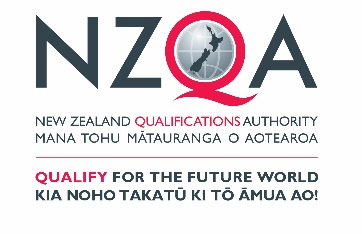 NZQA
NEW ZEALAND QUALIFICATIONS AUTHORITY
MANA TOHU MĀTAURANGA O AOTEAROA
QUALIFY FOR THE FUTURE WORLD
KIA NOHO TAKATŪ KI TŌ ĀMUA AO!